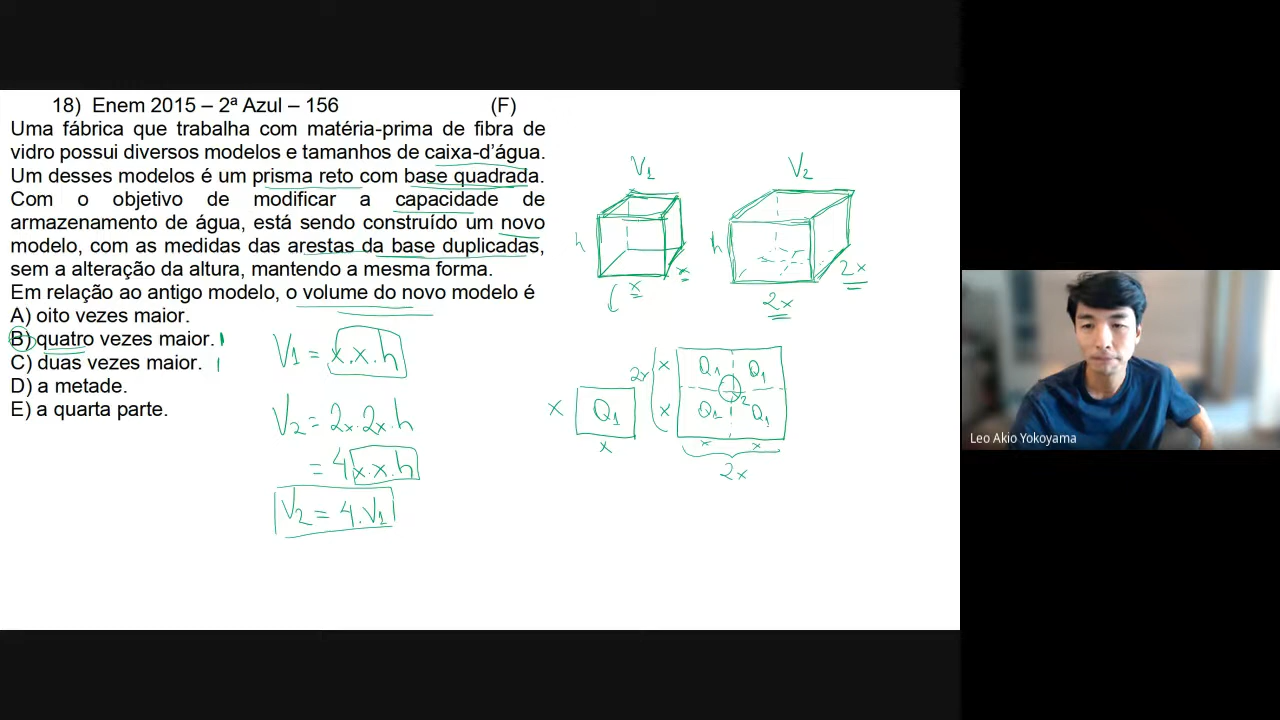 18) Enem 2015 – 2ª Azul – 156 (F)
Uma fábrica que trabalha com matéria-prima de fibra de
vidro possui diversos modelos e tamanhos de caixa-d'água.
Um desses modelos é um prisma reto com base quadrada.
Com o objetivo de modificar a capacidade de
armazenamento de água, está sendo construído um novo
modelo, com as medidas das arestas da base duplicadas,
sem a alteração da altura, mantendo a mesma forma.
Em relação ao antigo modelo, o volume do novo modelo é
A) oito vezes maior.
B) quatro vezes maior.
C) duas vezes maior.
D) a metade.
E) a quarta parte.
V1 = x.x.h
V2 = 2x.2x.h
= 4x.x.h
V2 = 4.V1
V1
h
x
x
V2
h
2x
2x
x
Q1
x
2x
x
x
Q1 Q1
Q2
Q1 Q1
x x
2x
Leo Akio Yokoyama